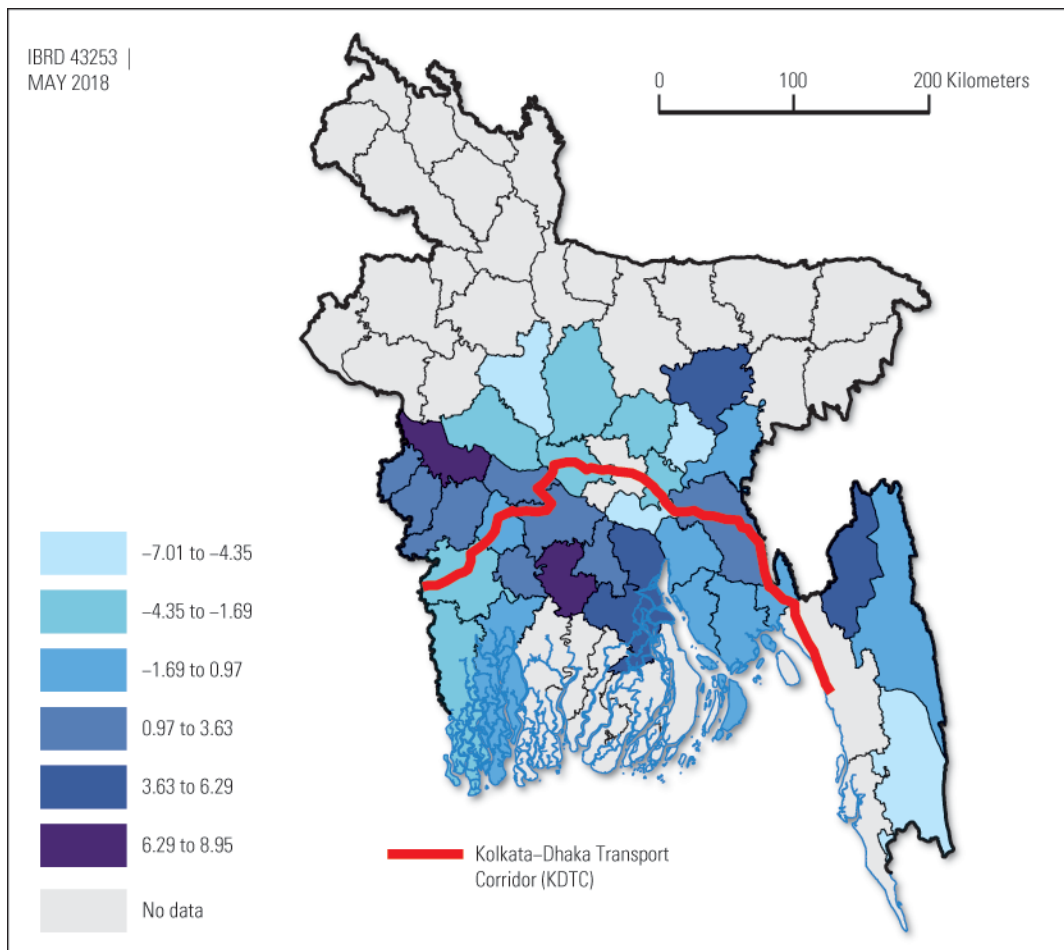 IBRD 43253 |
MAY 2018
0 100 200 Kilometers
–7.01 to –4.35
–4.35 to –1.69
–1.69 to 0.97
0.97 to 3.63
3.63 to 6.29
6.29 to 8.95
No data
Kolkata–Dhaka Transport
Corridor (KDTC)